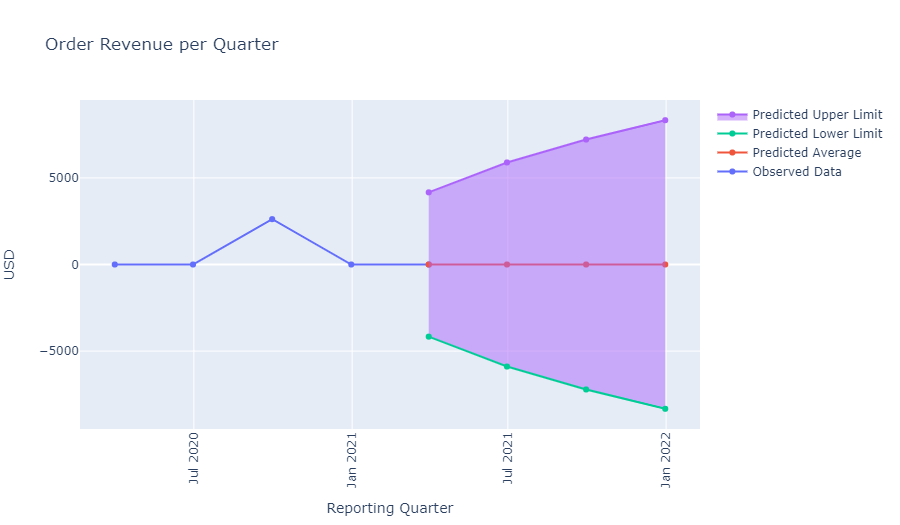 Order Revenue per Quarter
Predicted Upper Limit
Predicted Lower Limit
Predicted Average
Observed Data
5000
0
−5000
USD
Jul 2020
Jan 2021
Jul 2021
Jan 2022
Reporting Quarter